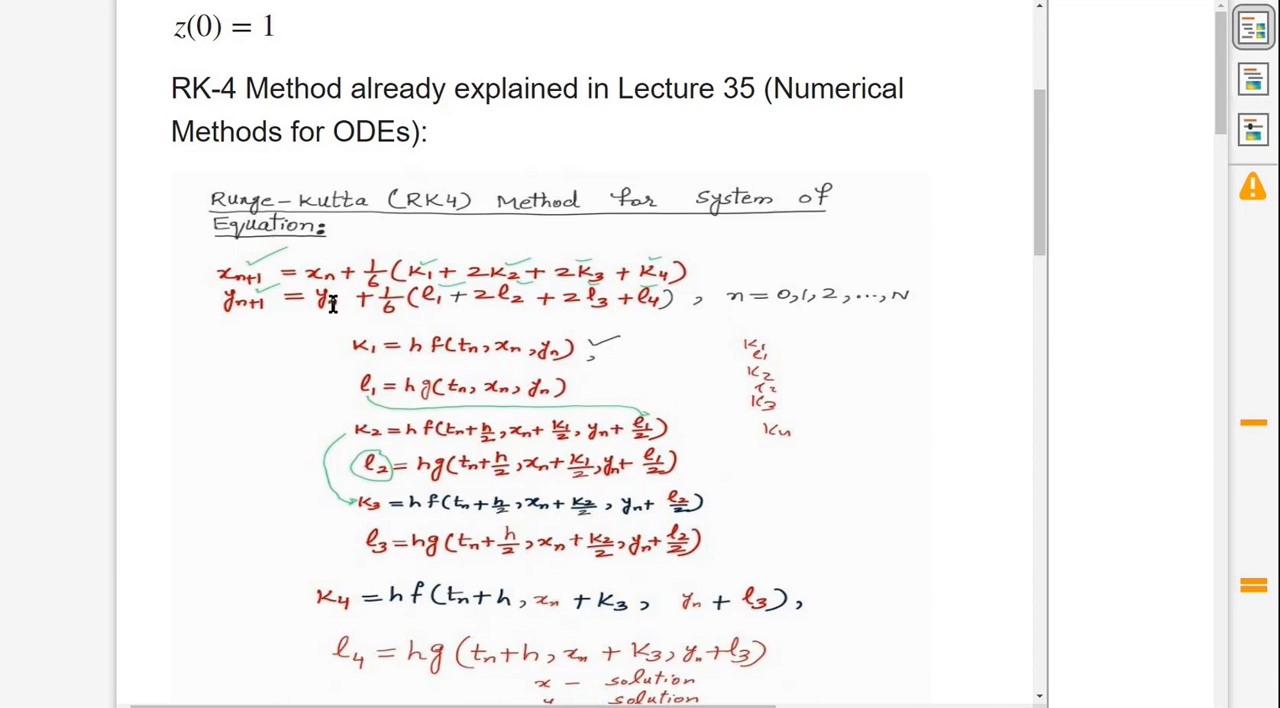 z(0) = 1
RK-4 Method already explained in Lecture 35 (Numerical
Methods for ODEs):
Runge-Kutta (RK4) Method for System of
Equation:
xₙ₊₁ = xₙ + 1/6 (K₁ + 2K₂ + 2K₃ + K₄)
yₙ₊₁ = yₙ + 1/6 (l₁ + 2l₂ + 2l₃ + l₄) , n = 0,1,2,...,N
K₁ = h f(tₙ, xₙ, yₙ) ,
l₁ = hg(tₙ, xₙ, yₙ)
K₂ = h f(tₙ + h/2, xₙ + K₁/2, yₙ + l₁/2)
l₂ = hg(tₙ + h/2, xₙ + K₁/2, yₙ + l₁/2)
K₃ = h f(tₙ + h/2, xₙ + K₂/2, yₙ + l₂/2)
l₃ = hg(tₙ + h/2, xₙ + K₂/2, yₙ + l₂/2)
K₄ = h f(tₙ + h, xₙ + K₃, yₙ + l₃),
l₄ = hg(tₙ + h, xₙ + K₃, yₙ + l₃)
x - solution
solution
K₁
l₁
K₂
K₃
K₄